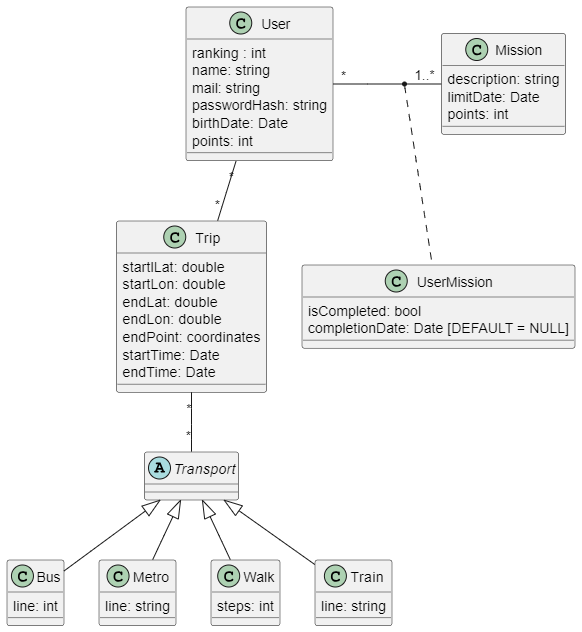 C User
ranking : int
name: string
mail: string
passwordHash: string
birthDate: Date
points: int
C Mission
description: string
limitDate: Date
points: int
*
1..*
*
*
C Trip
startlLat: double
startLon: double
endLat: double
endLon: double
endPoint: coordinates
startTime: Date
endTime: Date
C UserMission
isCompleted: bool
completionDate: Date [DEFAULT = NULL]
*
*
A Transport
C Bus
line: int
C Metro
line: string
C Walk
steps: int
C Train
line: string